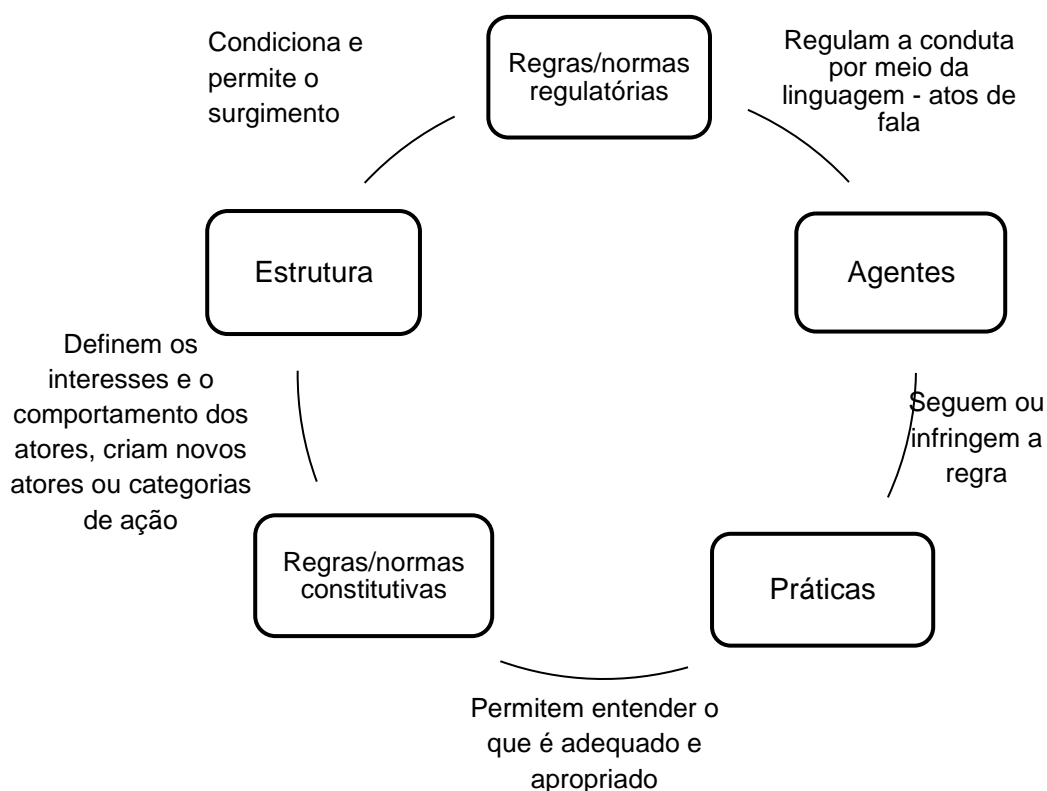 Condiciona e
permite o
surgimento
Regras/normas
regulatórias
Regulam a conduta
por meio da
linguagem - atos de
fala
Estrutura
Agentes
Definem os
interesses e o
comportamento dos
atores, criam novos
atores ou categorias
de ação
Seguem ou
infringem a
regra
Regras/normas
constitutivas
Práticas
Permitem entender o
que é adequado e
apropriado